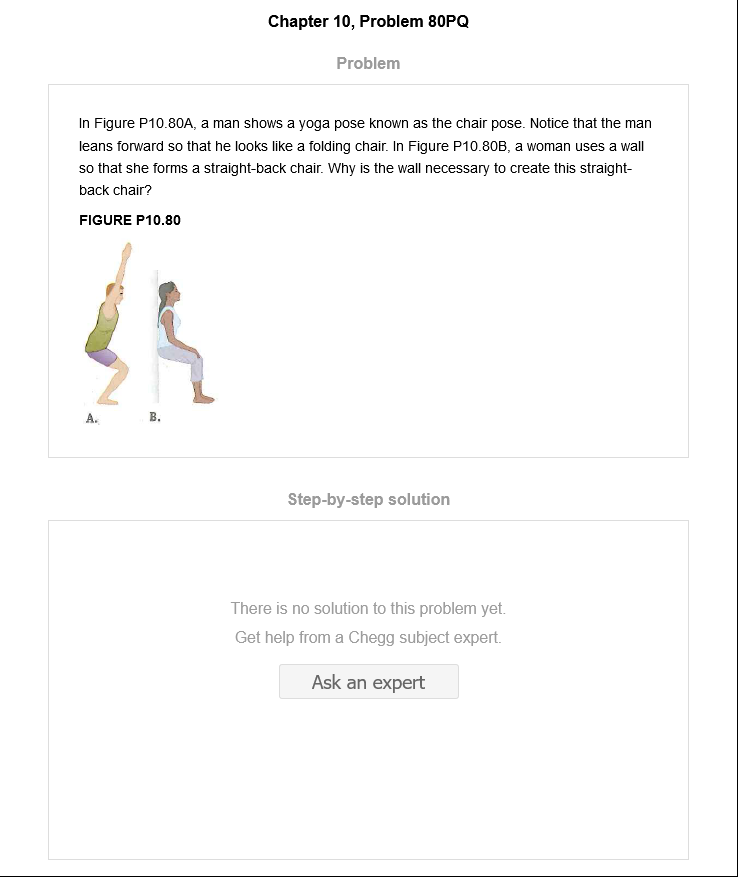 Chapter 10, Problem 80PQ
Problem
In Figure P10.80A, a man shows a yoga pose known as the chair pose. Notice that the man
leans forward so that he looks like a folding chair. In Figure P10.80B, a woman uses a wall
so that she forms a straight-back chair. Why is the wall necessary to create this straight-
back chair?
FIGURE P10.80
A. B.
Step-by-step solution
There is no solution to this problem yet.
Get help from a Chegg subject expert.
Ask an expert